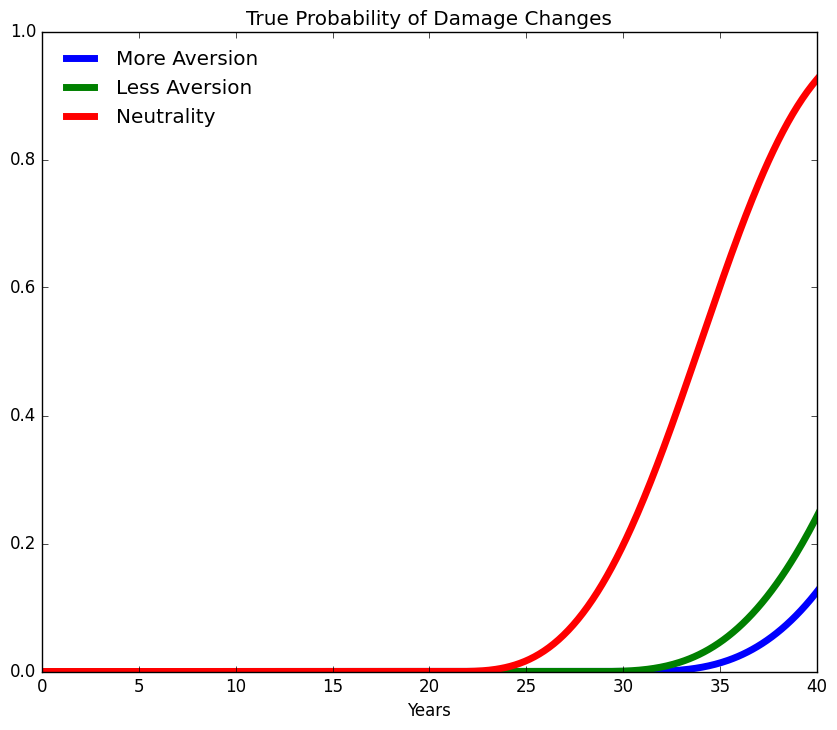 True Probability of Damage Changes
1.0
More Aversion
Less Aversion
Neutrality
0.8
0.6
0.4
0.2
0.0
0 5 10 15 20 25 30 35 40
Years